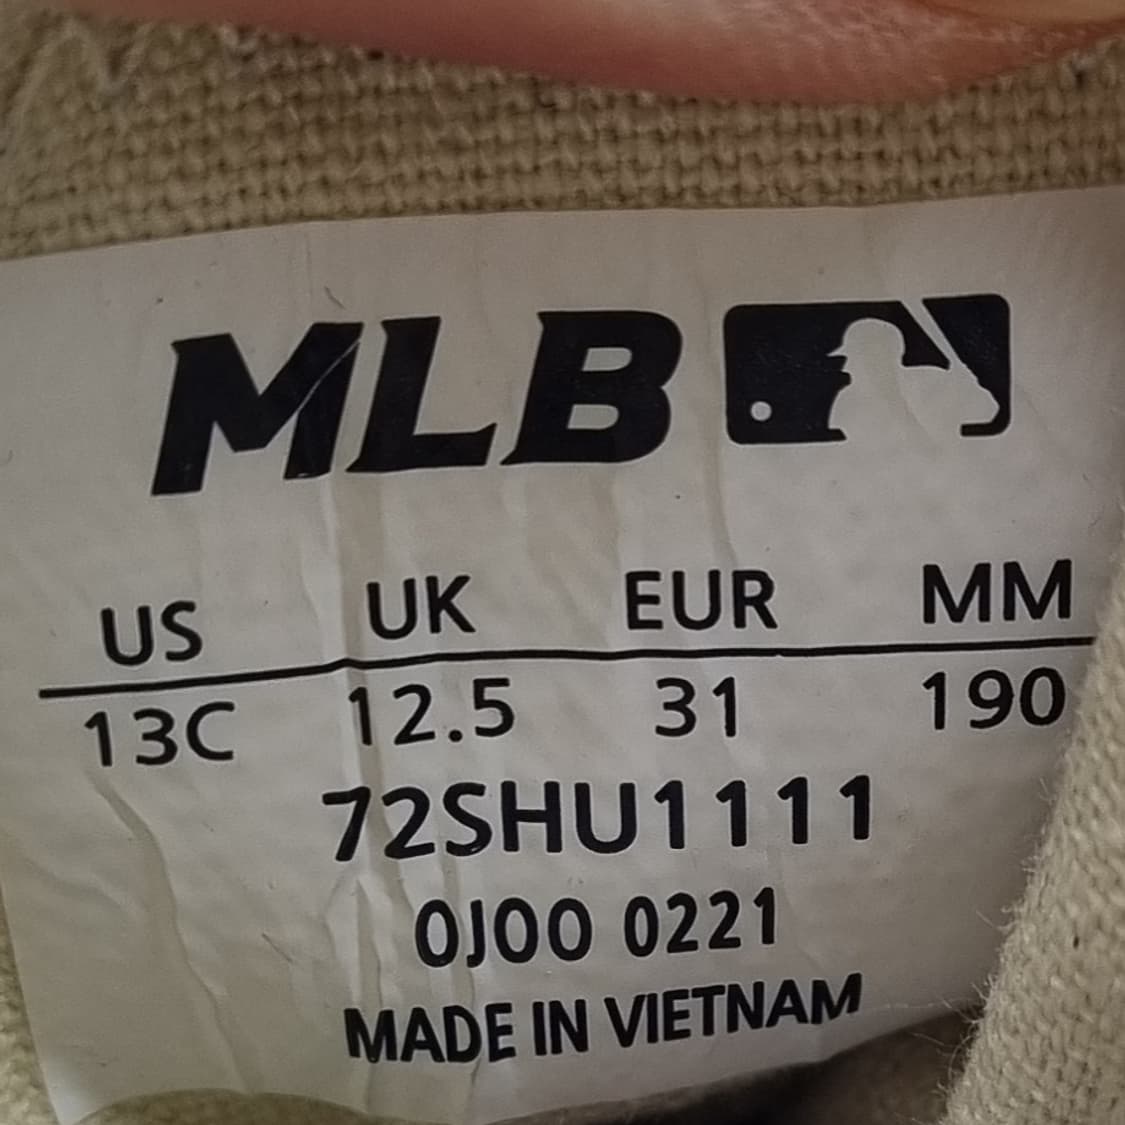 MLB
US UK EUR MM
13C 12.5 31 190
72SHU1111
0J00 0221
MADE IN VIETNAM